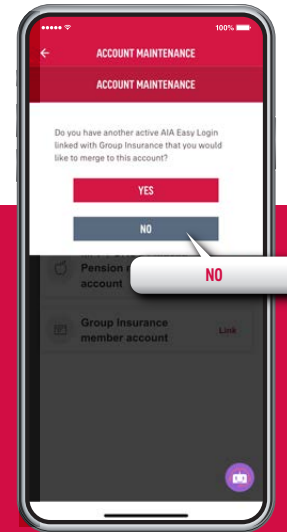 100%
ACCOUNT MAINTENANCE
ACCOUNT MAINTENANCE
Do you have another active AIA Easy Login
linked with Group Insurance that you would
like to merge to this account?
YES
NO
Pension
account
NO
Group Insurance
member account
Link